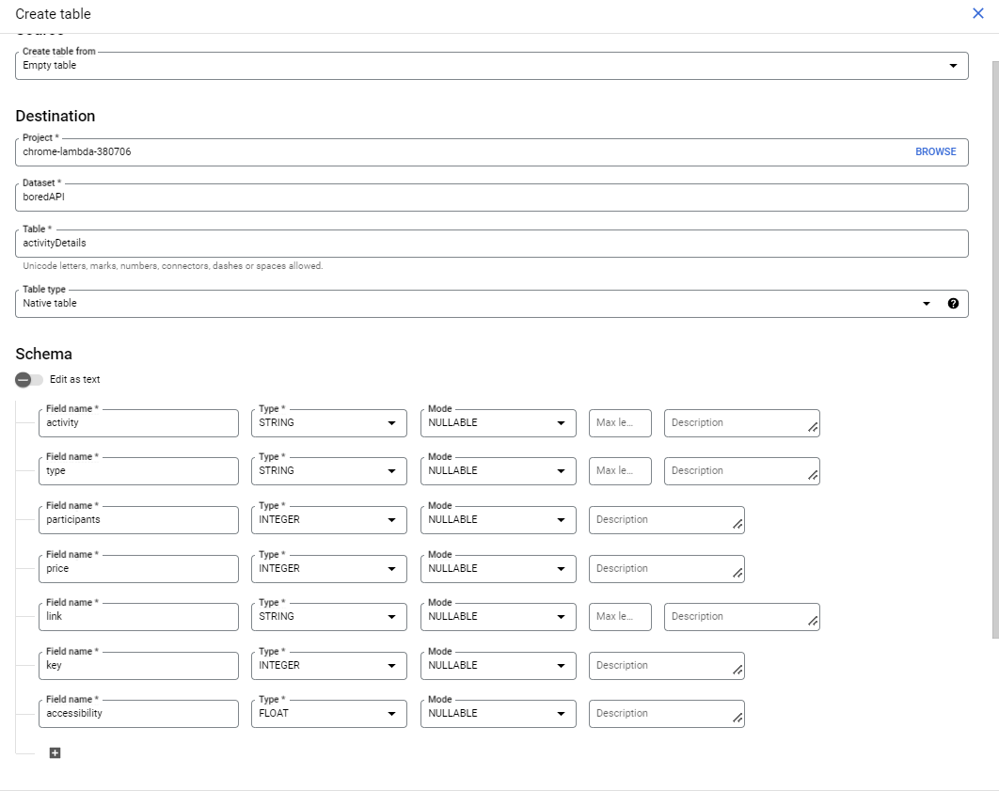 Create table
Source
Create table from
Empty table
Destination
Project *
chrome-lambda-380706
BROWSE
Dataset *
boredAPI
Table *
activityDetails
Unicode letters, marks, numbers, connectors, dashes or spaces allowed.
Table type
Native table
Schema
Edit as text
Field name * Type * Mode
activity STRING NULLABLE Max le... Description
Field name * Type * Mode
type STRING NULLABLE Max le... Description
Field name * Type * Mode
participants INTEGER NULLABLE Description
Field name * Type * Mode
price INTEGER NULLABLE Description
Field name * Type * Mode
link STRING NULLABLE Max le... Description
Field name * Type * Mode
key INTEGER NULLABLE Description
Field name * Type * Mode
accessibility FLOAT NULLABLE Description